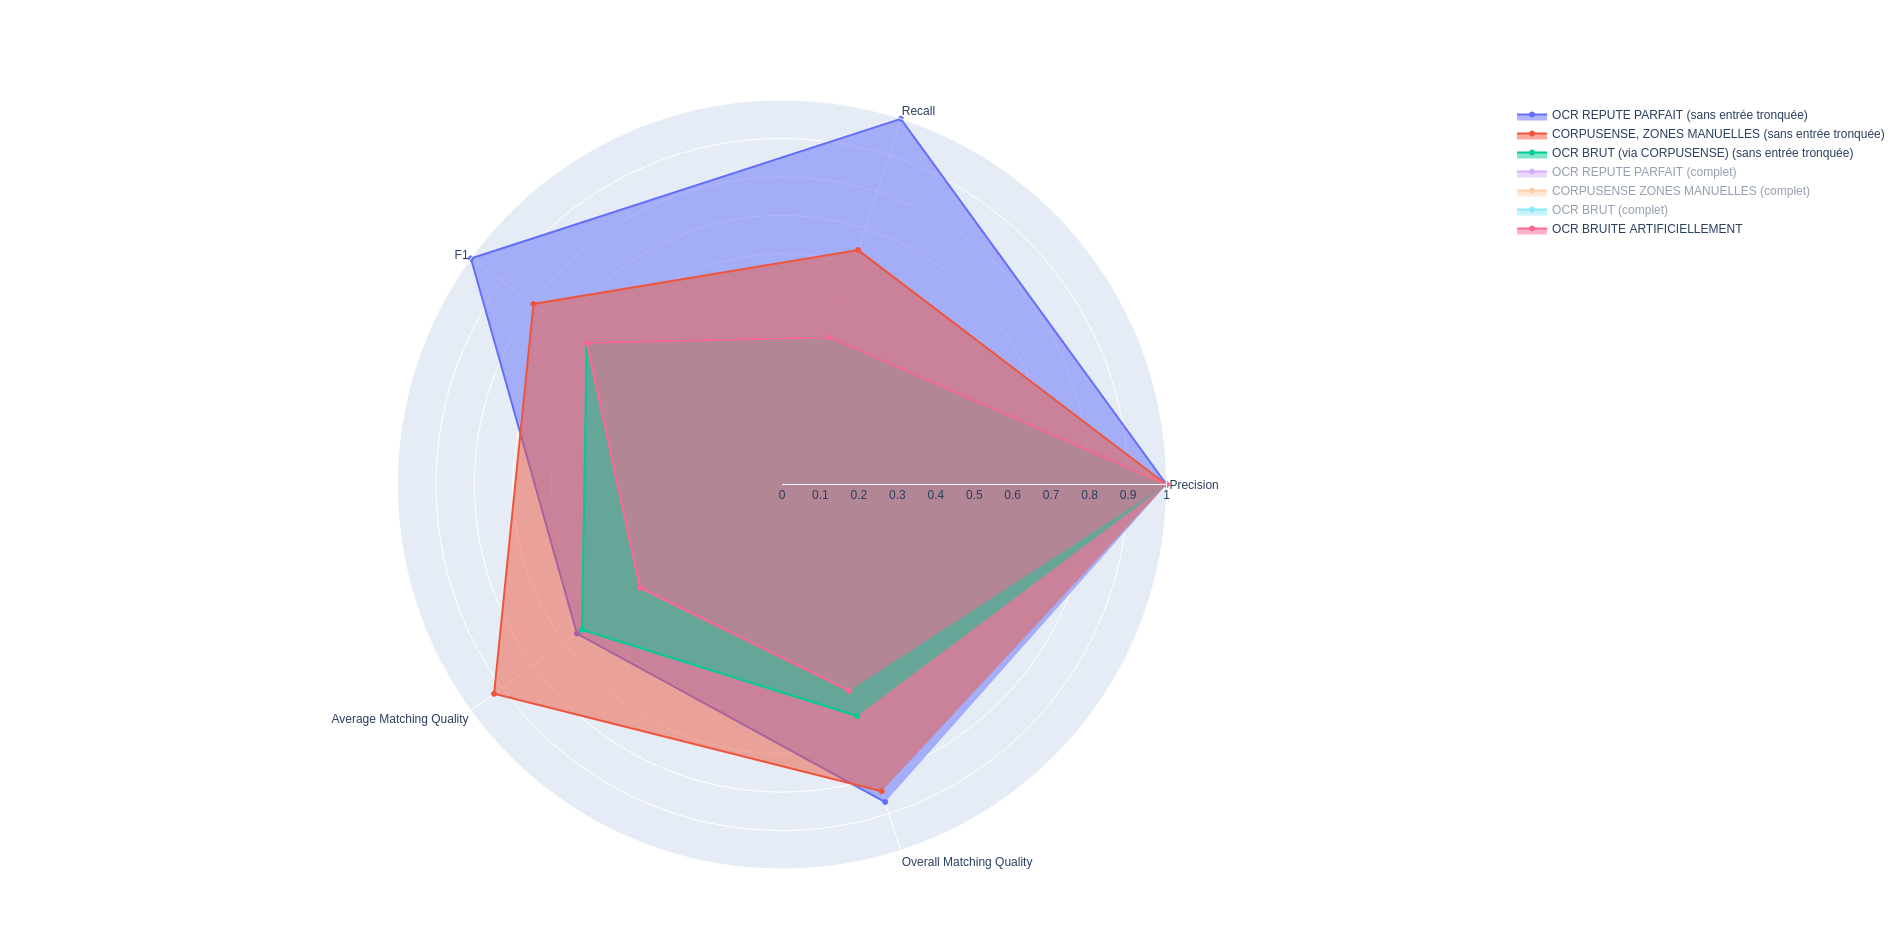 Recall
F1
Precision
0 0.1 0.2 0.3 0.4 0.5 0.6 0.7 0.8 0.9 1
Average Matching Quality
Overall Matching Quality
OCR REPUTE PARFAIT (sans entrée tronquée)
CORPUSENSE, ZONES MANUELLES (sans entrée tronquée)
OCR BRUT (via CORPUSENSE) (sans entrée tronquée)
OCR REPUTE PARFAIT (complet)
CORPUSENSE ZONES MANUELLES (complet)
OCR BRUT (complet)
OCR BRUITE ARTIFICIELLEMENT